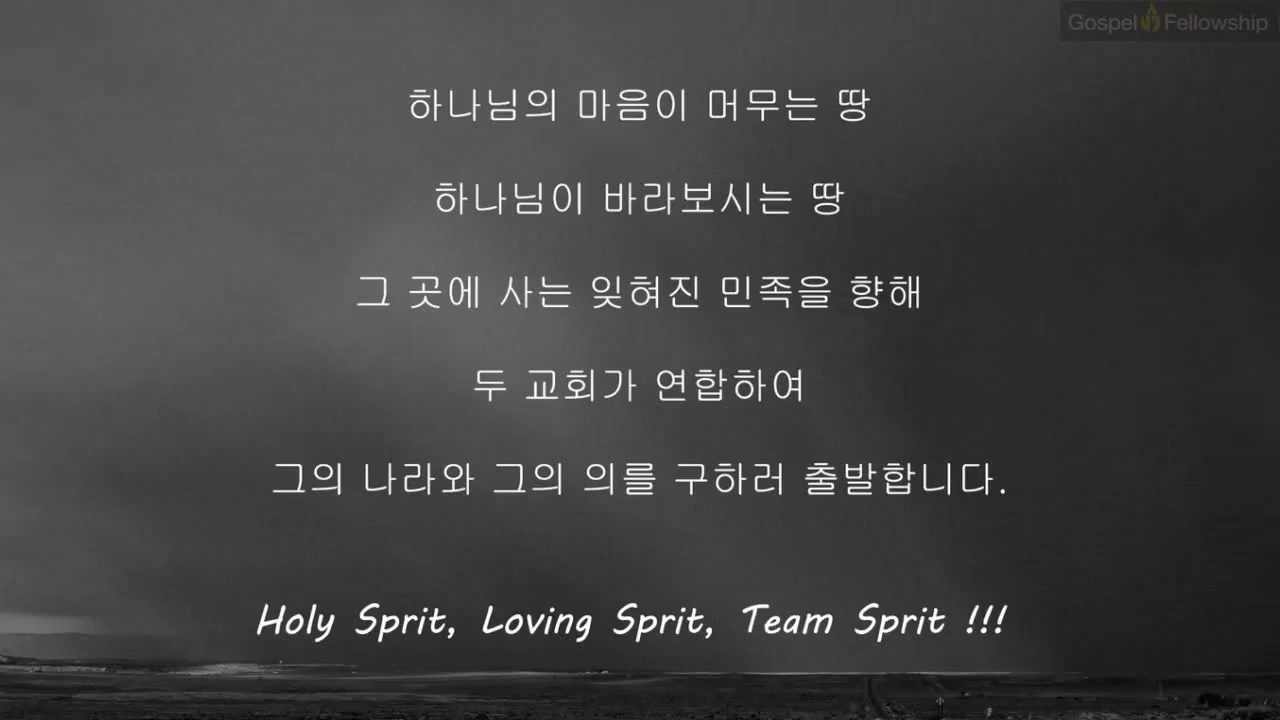 Gospel Fellowship
하나님의 마음이 머무는 땅
하나님이 바라보시는 땅
그 곳에 사는 잊혀진 민족을 향해
두 교회가 연합하여
그의 나라와 그의 의를 구하러 출발합니다.
Holy Sprit, Loving Sprit, Team Sprit !!!